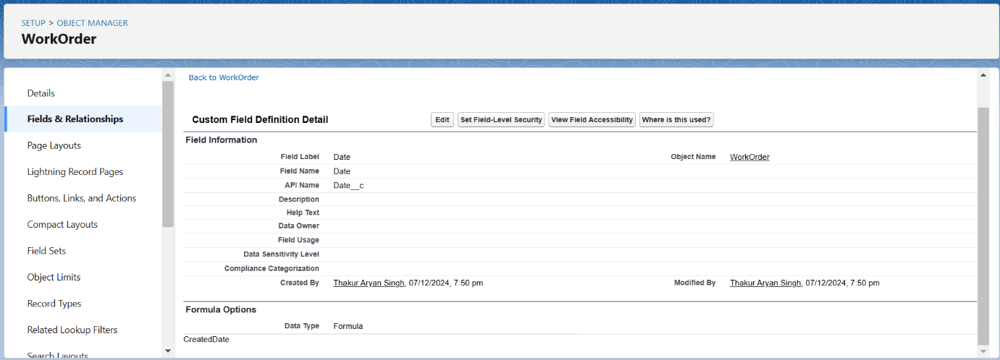 SETUP > OBJECT MANAGER
WorkOrder
Details
Fields & Relationships
Page Layouts
Lightning Record Pages
Buttons, Links, and Actions
Compact Layouts
Field Sets
Object Limits
Record Types
Related Lookup Filters
Search Layouts
Back to WorkOrder
Custom Field Definition Detail Edit Set Field-Level Security View Field Accessibility Where is this used?
Field Information
Field Label Date Object Name WorkOrder
Field Name Date
API Name Date__c
Description
Help Text
Data Owner
Field Usage
Data Sensitivity Level
Compliance Categorization
Created By Thakur Aryan Singh, 07/12/2024, 7:50 pm Modified By Thakur Aryan Singh, 07/12/2024, 7:50 pm
Formula Options
Data Type Formula
CreatedDate